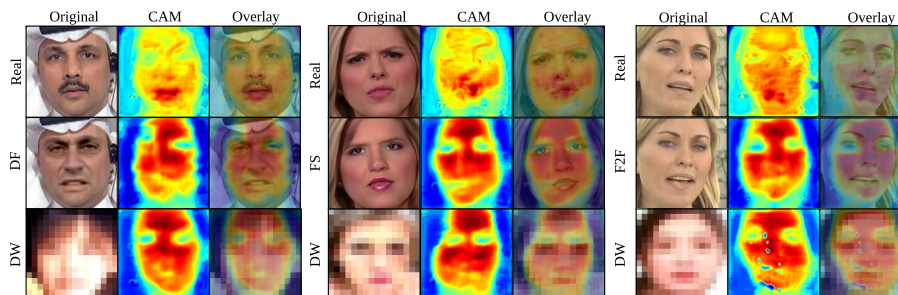 Original CAM Overlay Original CAM Overlay Original CAM Overlay
Real Real Real
DF FS F2F
DW DW DW